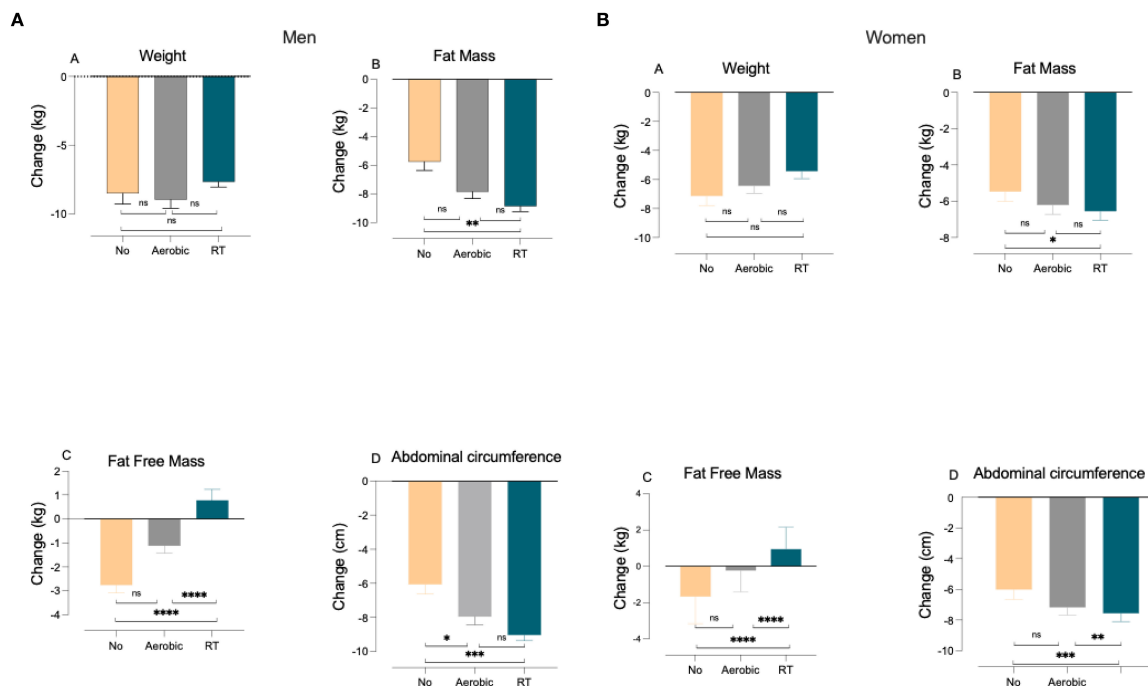 A
Men
A
Weight
Change (kg)
0
-5
-10
ns
ns
ns
No Aerobic RT
B
Fat Mass
Change (kg)
0
-2
-4
-6
-8
-10
ns
ns
**
No Aerobic RT
C
Fat Free Mass
Change (kg)
2
1
0
-1
-2
-3
-4
ns
****
****
No Aerobic RT
D
Abdominal circumference
Change (cm)
0
-2
-4
-6
-8
-10
*
ns
***
No Aerobic RT
B
Women
A
Weight
Change (kg)
0
-2
-4
-6
-8
-10
ns
ns
ns
No Aerobic RT
B
Fat Mass
Change (kg)
0
-2
-4
-6
-8
ns
ns
*
No Aerobic RT
C
Fat Free Mass
Change (kg)
4
2
0
-2
-4
ns
****
****
No Aerobic RT
D
Abdominal circumference
Change (cm)
0
-2
-4
-6
-8
-10
ns
**
***
No Aerobic